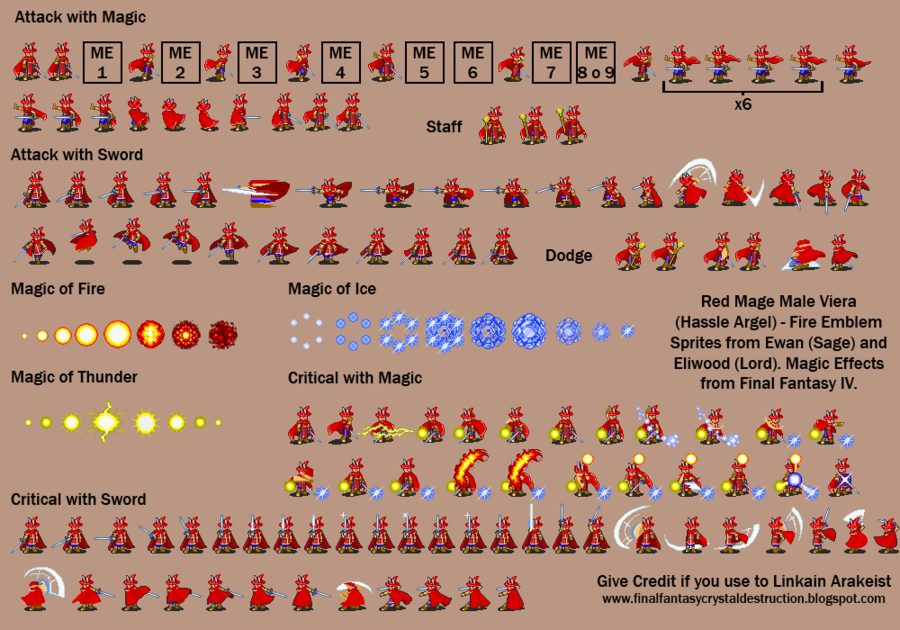 Attack with Magic
ME 1
ME 2
ME 3
ME 4
ME 5
ME 6
ME 7
ME 8 o 9
x6
Staff
Attack with Sword
Dodge
Magic of Fire
Magic of Ice
Red Mage Male Viera
(Hassle Argel) - Fire Emblem
Sprites from Ewan (Sage) and
Eliwood (Lord). Magic Effects
from Final Fantasy IV.
Magic of Thunder
Critical with Magic
Critical with Sword
Give Credit if you use to Linkain Arakeist
www.finalfantasycrystaldestruction.blogspot.com